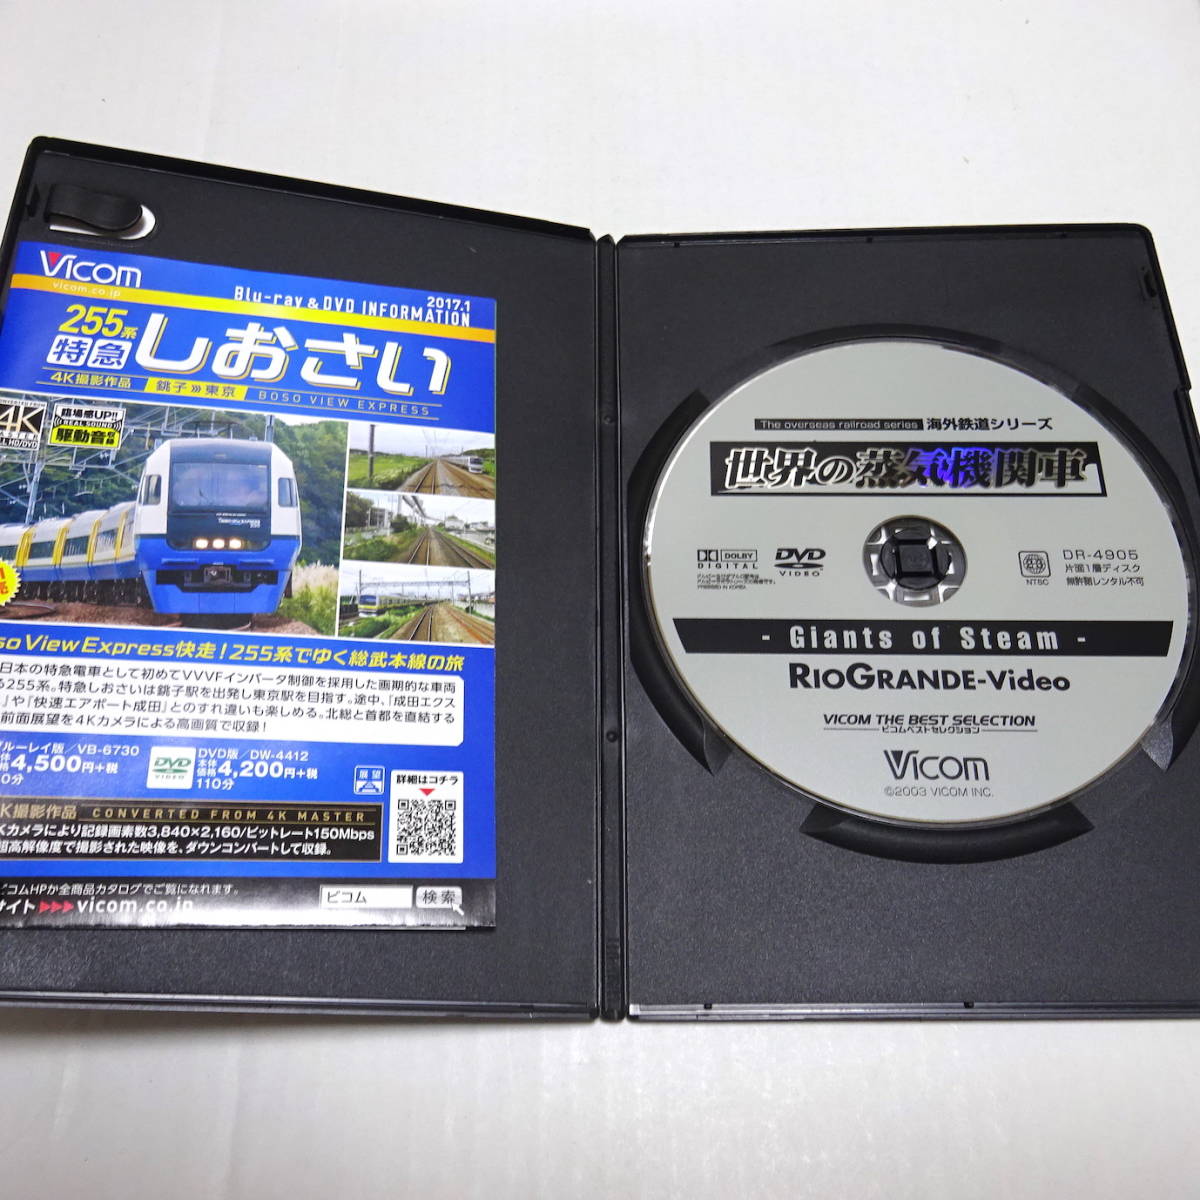 Vicom
vicom.co.jp
Blu-ray & DVD INFORMATION
2017.1
255系
特急
しおさい
4K撮影作品
銚子 》》 東京
BOSO VIEW EXPRESS
4K
臨場感UP!!
REAL SOUND
駆動音
View Express快走!255系でゆく総武本線の旅
日本の特急電車として初めてVVVFインバータ制御を採用した画期的な車両
255系。特急しおさいは銚子駅を出発し東京駅を目指す。途中、「成田エクス
」や「快速エアポート成田」とのすれ違いも楽しめる。北総と首都を直結する
前面展望を4Kカメラによる高画質で収録!
ブルーレイ版/VB-6730
4,500円+税
DVD
VIDEO
DVD版/DW-4412
本体価格4,200円+税
110分
展望
詳細はコチラ
K撮影作品 CONVERTED FROM 4K MASTER
Kカメラにより記録画素数3,840×2,160/ビットレート150Mbps
超高解像度で撮影された映像を、ダウンコンバートして収録。
ビコムHPか全商品カタログでご覧になれます。
サイト ▶▶▶ vicom.co.jp
ビコム
検索
The overseas railroad series 海外鉄道シリーズ
世界の蒸気機関車
DOLBY
DIGITAL
DVD
VIDEO
NTSC
DR-4905
片面1層ディスク
無許諾レンタル不可
- Giants of Steam -
RIOGRANDE-Video
VICOM THE BEST SELECTION
ビコムベストセレクション
Vicom
©2003 VICOM INC.